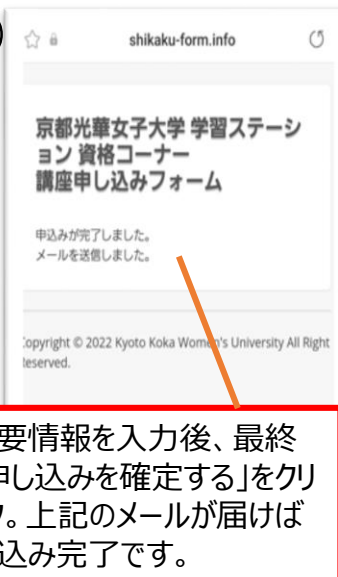 shikaku-form.info
京都光華女子大学 学習ステーシ
ョン 資格コーナー
講座申し込みフォーム
申込みが完了しました。
メールを送信しました。
opyright © 2022 Kyoto Koka Women's University All Right
eserved.
要情報を入力後、最終
申し込みを確定する」をクリ
ク。上記のメールが届けば
込み完了です。